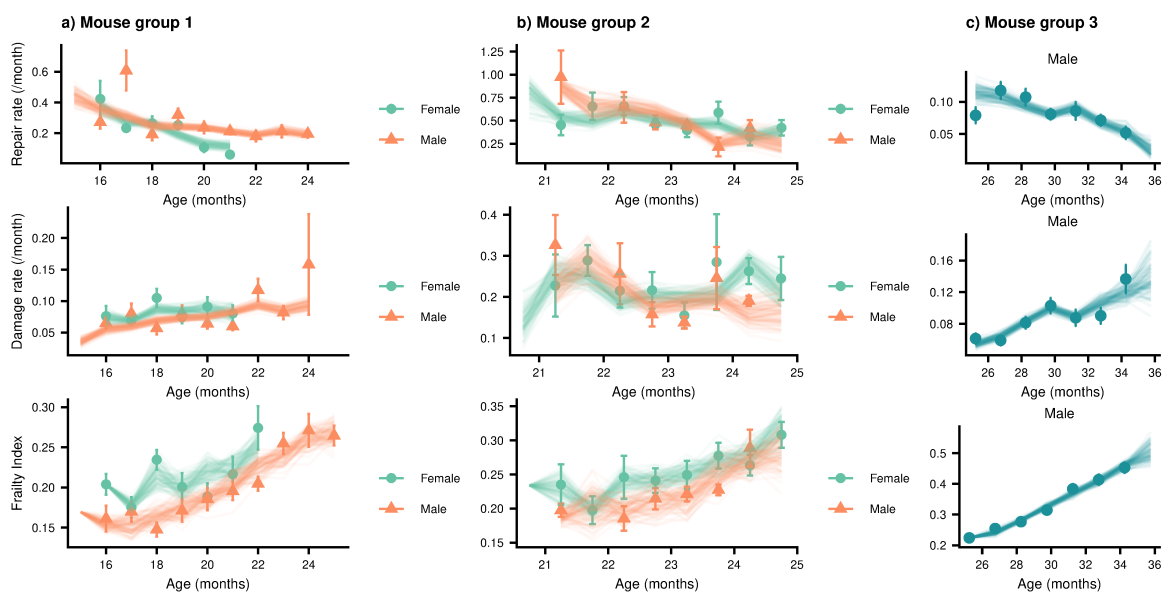 a) Mouse group 1
b) Mouse group 2
c) Mouse group 3
Repair rate (/month)
0.6
0.4
0.2
16
18
20
22
24
Age (months)
Female
Male
1.25
1.00
0.75
0.50
0.25
21
22
23
24
25
Age (months)
Female
Male
Male
0.10
0.05
26
28
30
32
34
36
Age (months)
Damage rate (/month)
0.20
0.15
0.10
0.05
16
18
20
22
24
Age (months)
Female
Male
0.4
0.3
0.2
0.1
21
22
23
24
25
Age (months)
Female
Male
Male
0.16
0.12
0.08
26
28
30
32
34
36
Age (months)
Frailty Index
0.30
0.25
0.20
0.15
16
18
20
22
24
Age (months)
Female
Male
0.35
0.30
0.25
0.20
0.15
21
22
23
24
25
Age (months)
Female
Male
Male
0.5
0.4
0.3
0.2
26
28
30
32
34
36
Age (months)